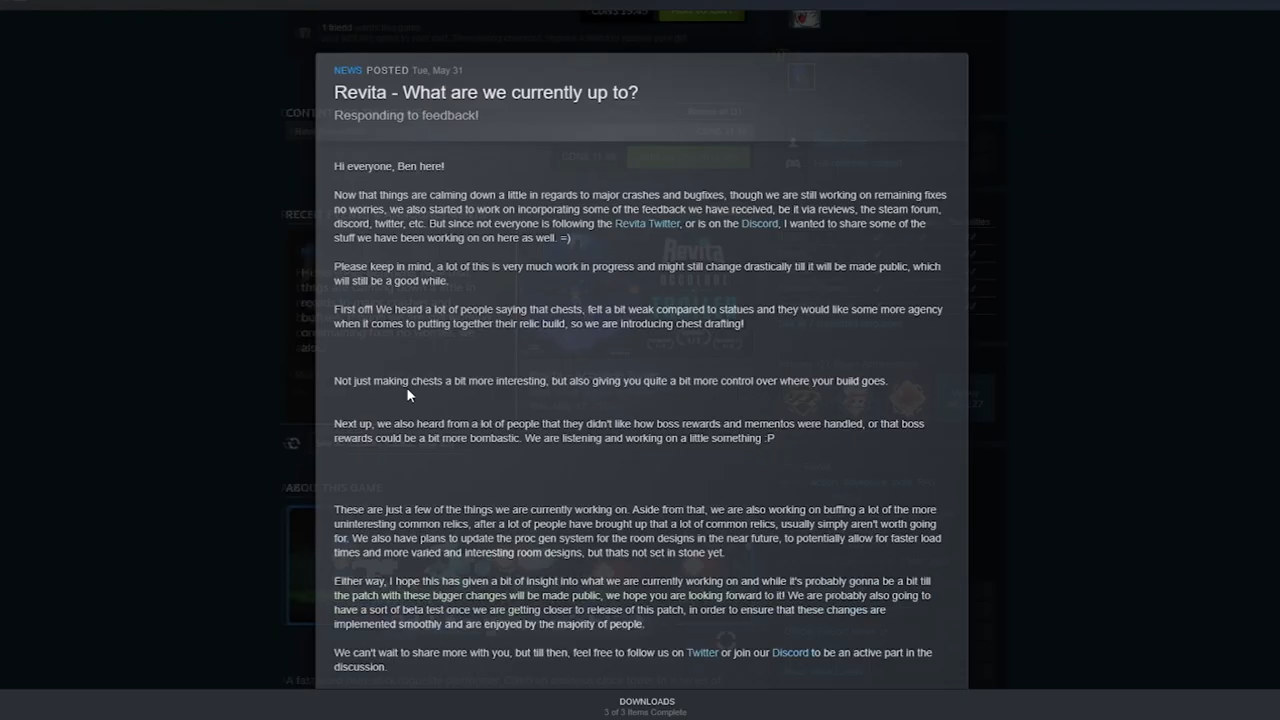 NEWS POSTED Tue, May 31
Revita - What are we currently up to?
Responding to feedback!
Hi everyone, Ben here!
Now that things are calming down a little in regards to major crashes and bugfixes, though we are still working on remaining fixes
no worries, we also started to work on incorporating some of the feedback we have received, be it via reviews, the steam forum,
discord, twitter, etc. But since not everyone is following the Revita Twitter, or is on the Discord, I wanted to share some of the
stuff we have been working on on here as well. =)
Please keep in mind, a lot of this is very much work in progress and might still change drastically till it will be made public, which
will still be a good while.
First off! We heard a lot of people saying that chests, felt a bit weak compared to statues and they would like some more agency
when it comes to putting together their relic build, so we are introducing chest drafting!
Not just making chests a bit more interesting, but also giving you quite a bit more control over where your build goes.
Next up, we also heard from a lot of people that they didn't like how boss rewards and mementos were handled, or that boss
rewards could be a bit more bombastic. We are listening and working on a little something :P
ABOUT THIS GAME
These are just a few of the things we are currently working on. Aside from that, we are also working on buffing a lot of the more
uninteresting common relics, after a lot of people have brought up that a lot of common relics, usually simply aren't worth going
for. We also have plans to update the proc gen system for the room designs in the near future, to potentially allow for faster load
times and more varied and interesting room designs, but thats not set in stone yet.
Either way, I hope this has given a bit of insight into what we are currently working on and while it's probably gonna be a bit till
the patch with these bigger changes will be made public, we hope you are looking forward to it! We are probably also going to
have a sort of beta test once we are getting closer to release of this patch, in order to ensure that these changes are
implemented smoothly and are enjoyed by the majority of people.
We can't wait to share more with you, but till then, feel free to follow us on Twitter or join our Discord to be an active part in the
discussion.
DOWNLOADS
3 of 3 Items Complete